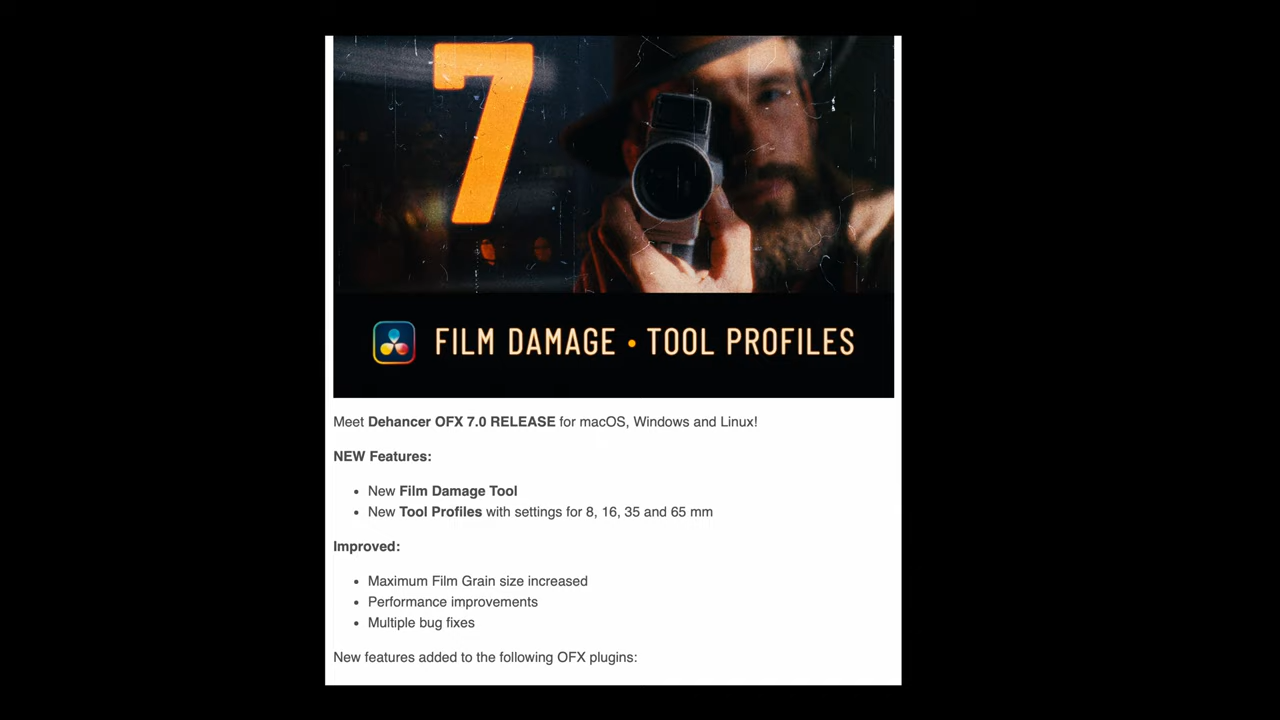 7
FILM DAMAGE • TOOL PROFILES
Meet Dehancer OFX 7.0 RELEASE for macOS, Windows and Linux!
NEW Features:
• New Film Damage Tool
• New Tool Profiles with settings for 8, 16, 35 and 65 mm
Improved:
• Maximum Film Grain size increased
• Performance improvements
• Multiple bug fixes
New features added to the following OFX plugins: